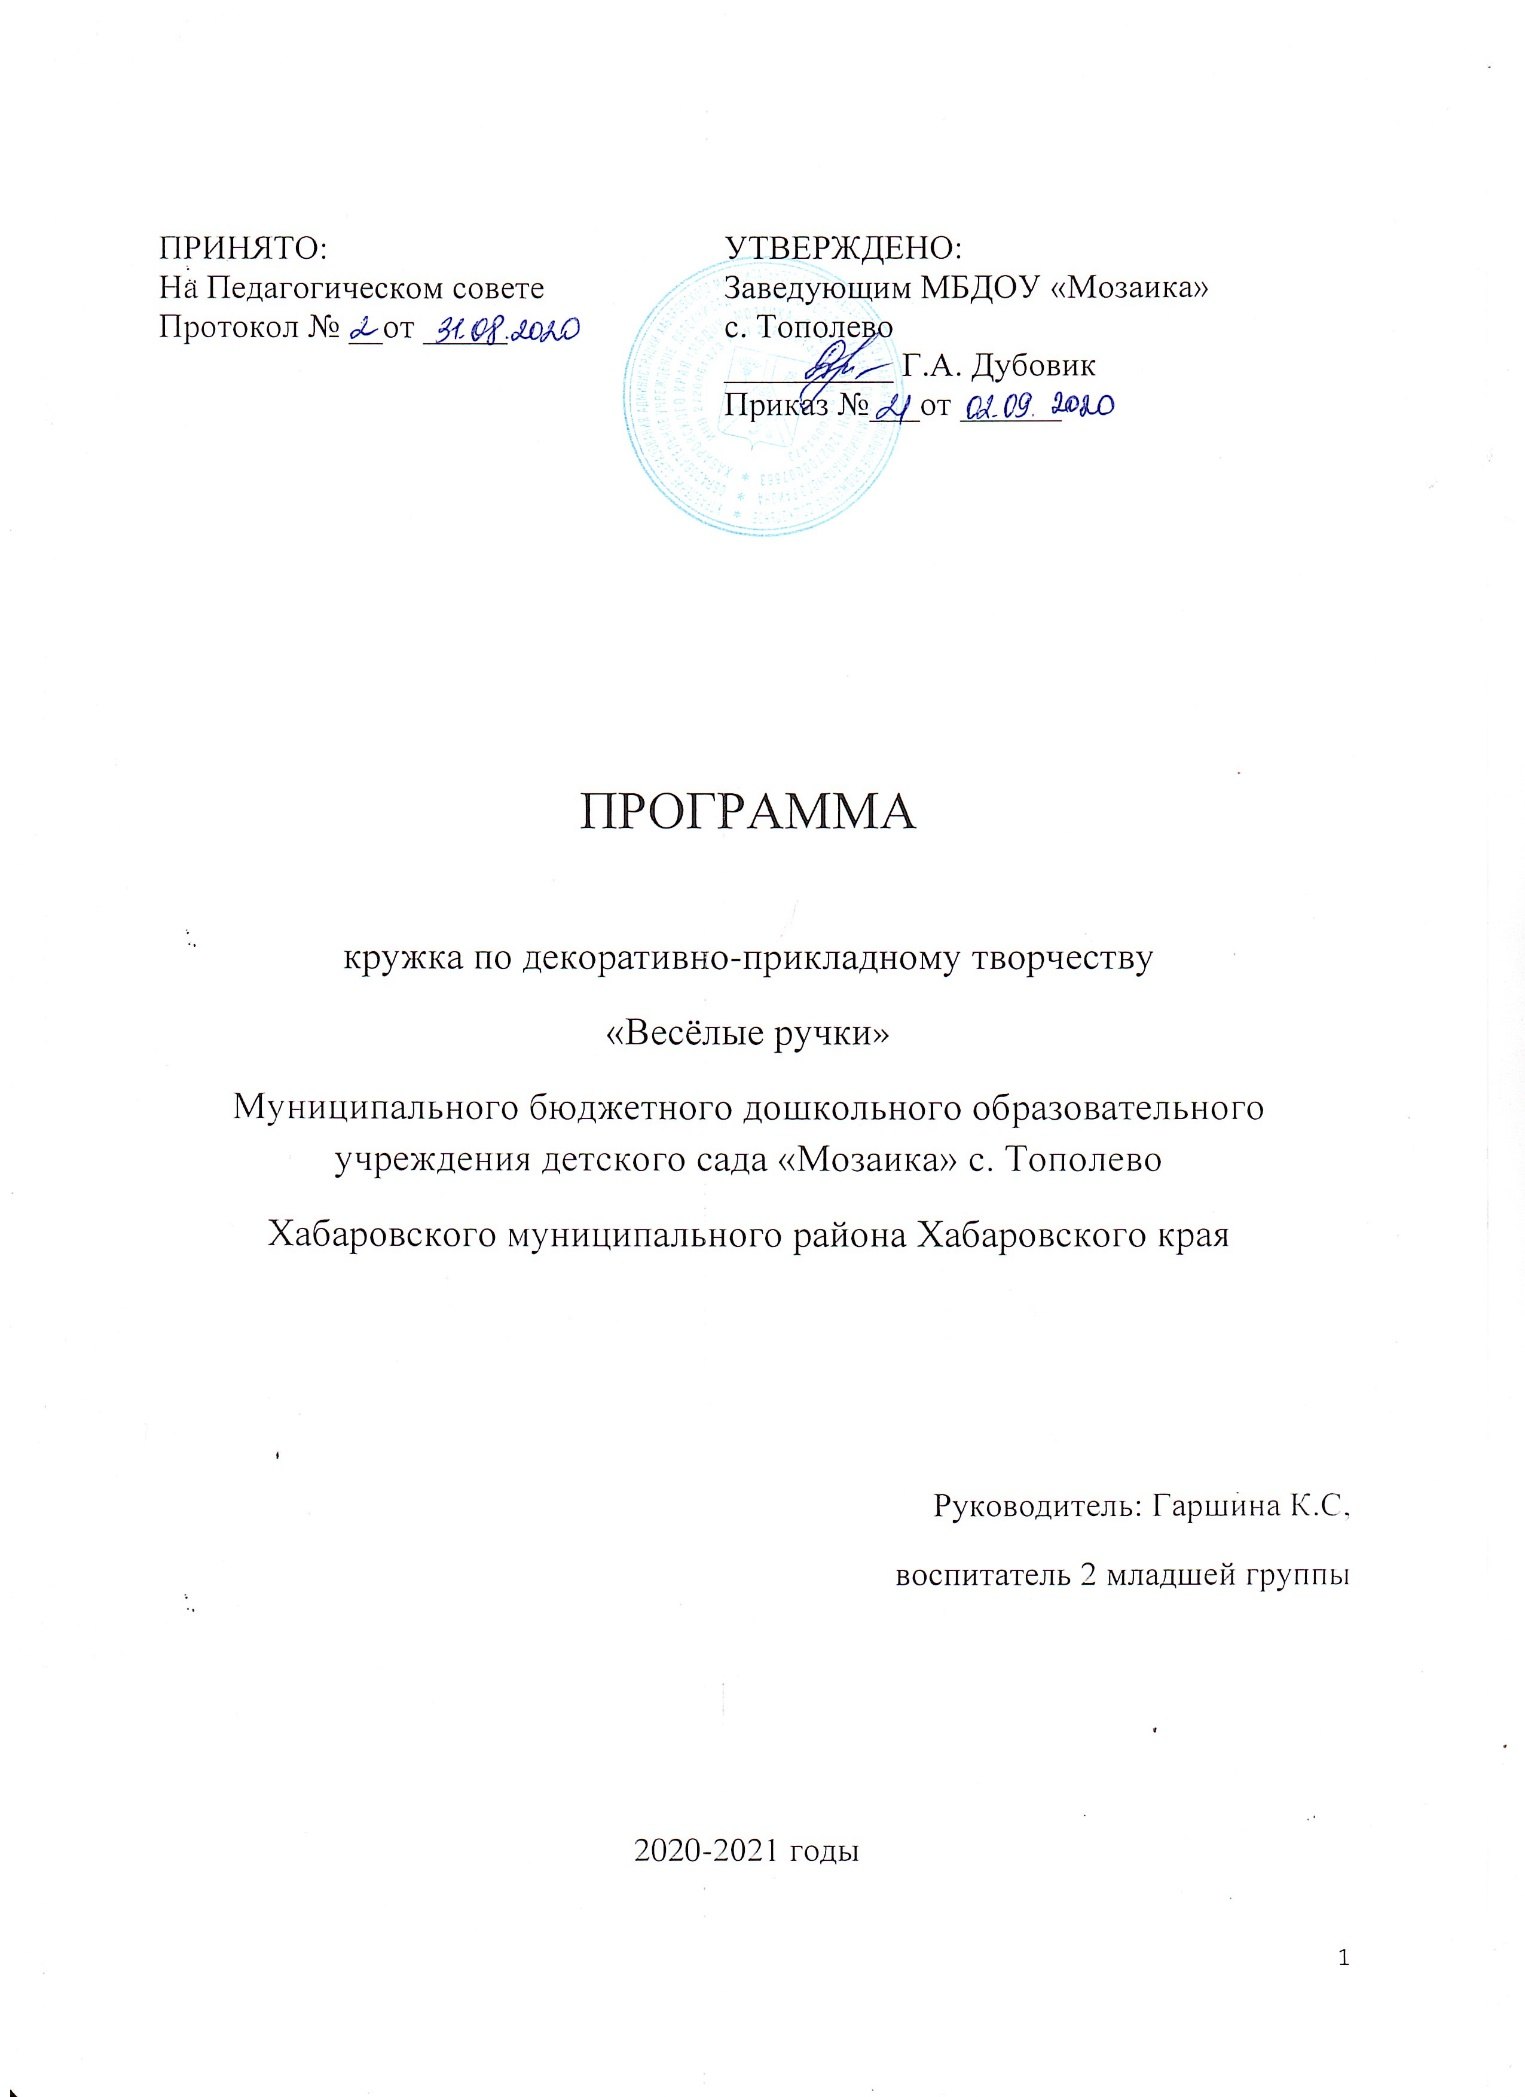 ПРИНЯТО:
На Педагогическом совете
Протокол № 2 от 31.08.2020
УТВЕРЖДЕНО:
Заведующим МБДОУ «Мозаика»
с. Тополево
Г.А. Дубовик
Приказ № 21 от 02.09.2020
ПРОГРАММА
кружка по декоративно-прикладному творчеству
«Весёлые ручки»
Муниципального бюджетного дошкольного образовательного
учреждения детского сада «Мозаика» с. Тополево
Хабаровского муниципального района Хабаровского края
Руководитель: Гаршина К.С,
воспитатель 2 младшей группы
2020-2021 годы
1